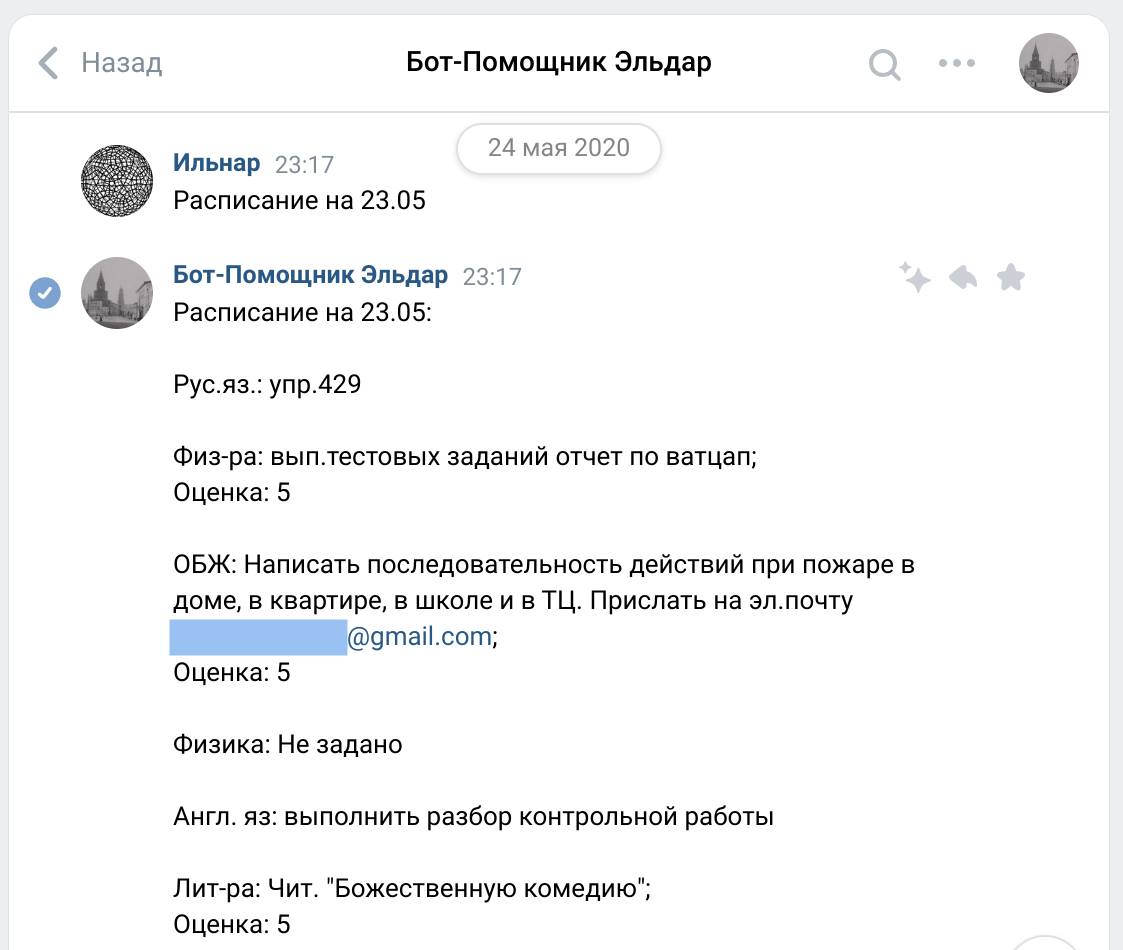 Назад
Бот-Помощник Эльдар
24 мая 2020
Ильнар 23:17
Расписание на 23.05
Бот-Помощник Эльдар 23:17
Расписание на 23.05:
Рус.яз.: упр.429
Физ-ра: вып.тестовых заданий отчет по ватцап;
Оценка: 5
ОБЖ: Написать последовательность действий при пожаре в
доме, в квартире, в школе и в ТЦ. Прислать на эл.почту
@gmail.com;
Оценка: 5
Физика: Не задано
Англ. яз: выполнить разбор контрольной работы
Лит-ра: Чит. "Божественную комедию";
Оценка: 5